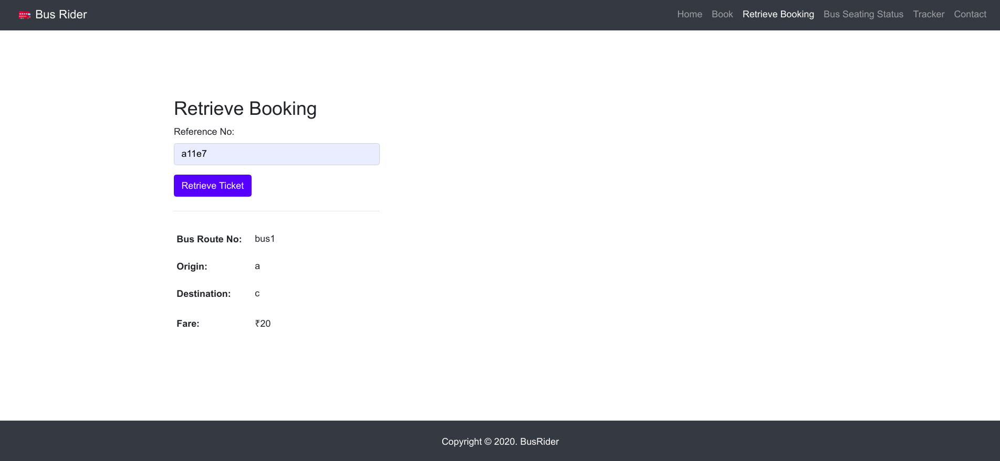 Bus Rider
Home Book Retrieve Booking Bus Seating Status Tracker Contact
Retrieve Booking
Reference No:
a11e7
Retrieve Ticket
Bus Route No: bus1
Origin: a
Destination: c
Fare: ₹20
Copyright © 2020. BusRider